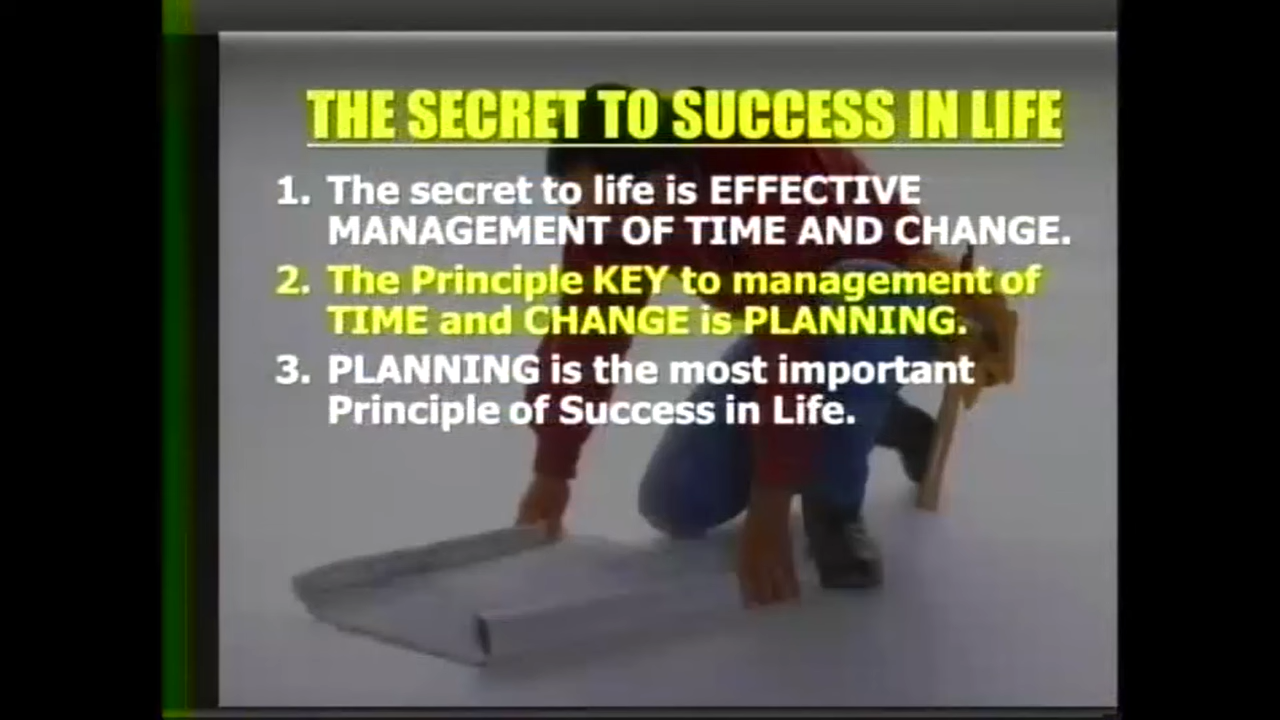 THE SECRET TO SUCCESS IN LIFE
1. The secret to life is EFFECTIVE
MANAGEMENT OF TIME AND CHANGE.
2. The Principle KEY to management of
TIME and CHANGE is PLANNING.
3. PLANNING is the most important
Principle of Success in Life.